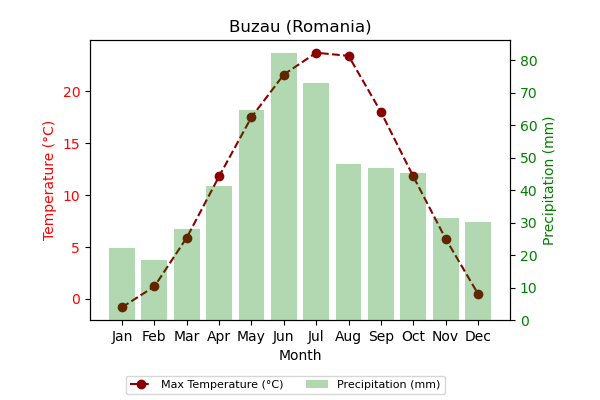 Buzau (Romania)
Temperature (°C)
20
15
10
5
0
80
70
60
50
40
30
20
10
0
Precipitation (mm)
Jan Feb Mar Apr May Jun Jul Aug Sep Oct Nov Dec
Month
Max Temperature (°C) Precipitation (mm)